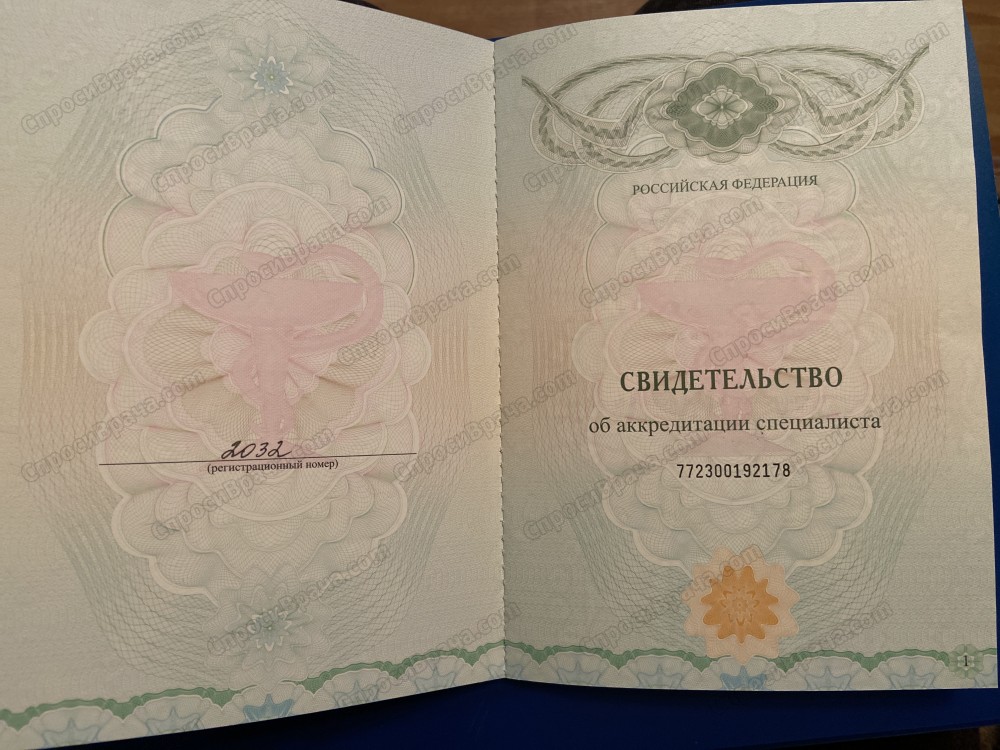 2032
(регистрационный номер)
РОССИЙСКАЯ ФЕДЕРАЦИЯ
СВИДЕТЕЛЬСТВО
об аккредитации специалиста
772300192178
1
СпросиВрача.com